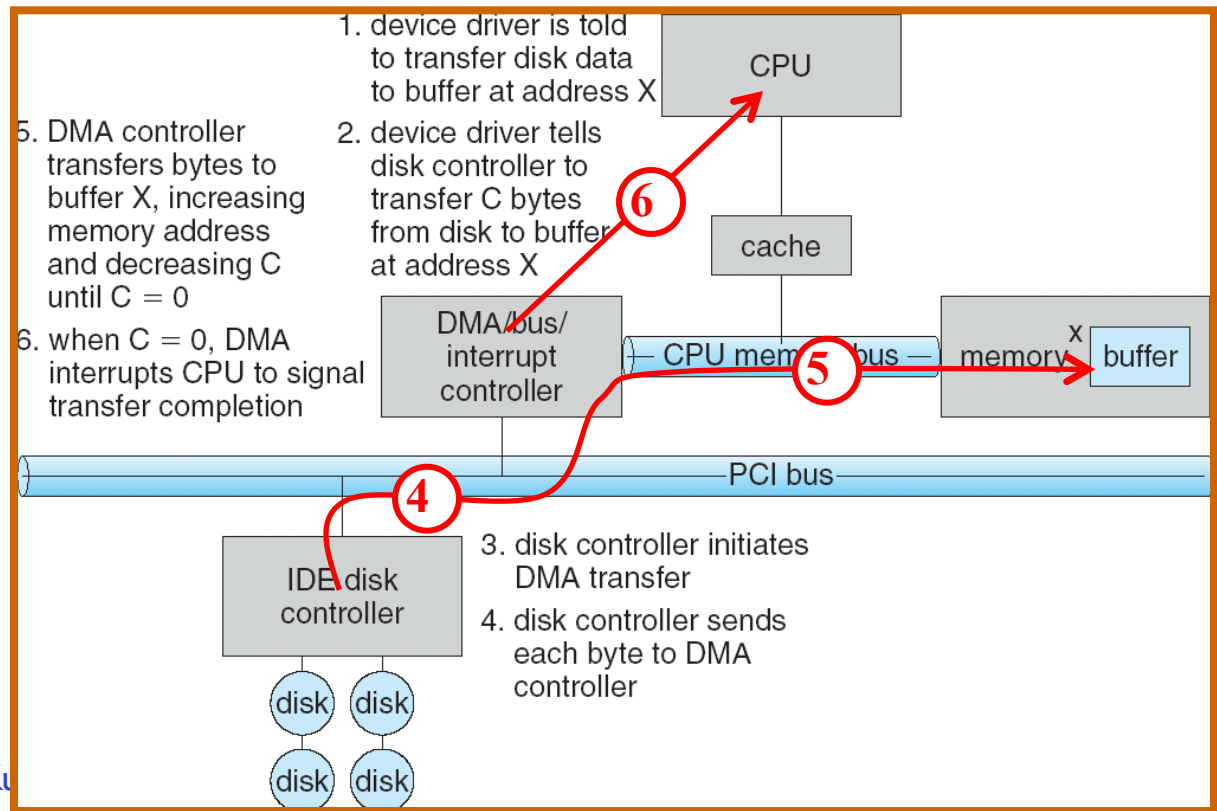 1. device driver is told
to transfer disk data
to buffer at address X
CPU
5. DMA controller
transfers bytes to
buffer X, increasing
memory address
and decreasing C
until C = 0
2. device driver tells
disk controller to
transfer C bytes
from disk to buffer
at address X
6
cache
6. when C = 0, DMA
interrupts CPU to signal
transfer completion
DMA/bus/
interrupt
controller
CPU memory bus
5
memory
x
buffer
PCI bus
4
IDE disk
controller
3. disk controller initiates
DMA transfer
4. disk controller sends
each byte to DMA
controller
disk
disk
disk
disk